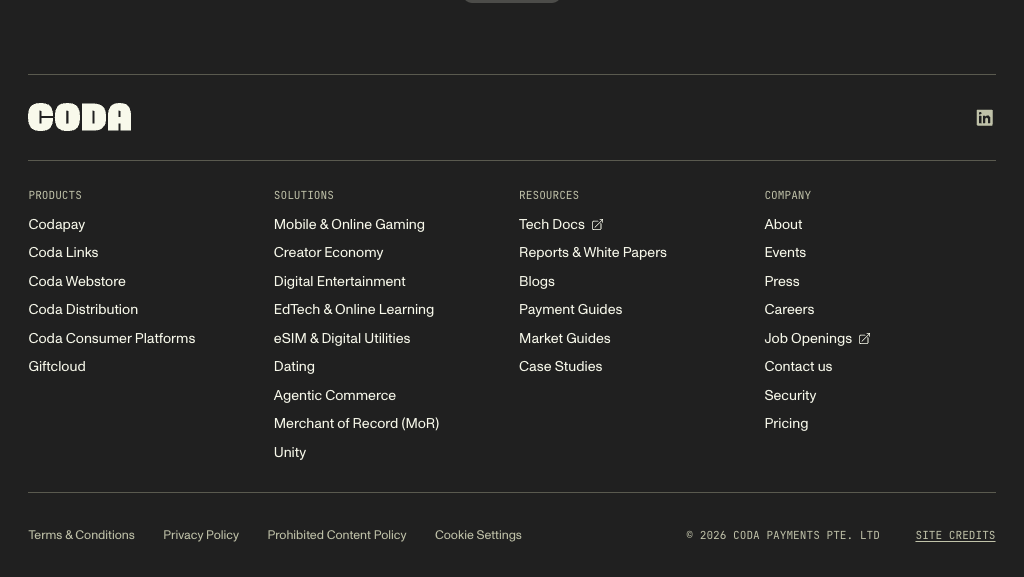 CODA
PRODUCTS
Codapay
Coda Links
Coda Webstore
Coda Distribution
Coda Consumer Platforms
Giftcloud
SOLUTIONS
Mobile & Online Gaming
Creator Economy
Digital Entertainment
EdTech & Online Learning
eSIM & Digital Utilities
Dating
Agentic Commerce
Merchant of Record (MoR)
Unity
RESOURCES
Tech Docs
Reports & White Papers
Blogs
Payment Guides
Market Guides
Case Studies
COMPANY
About
Events
Press
Careers
Job Openings
Contact us
Security
Pricing
Terms & Conditions
Privacy Policy
Prohibited Content Policy
Cookie Settings
© 2026 CODA PAYMENTS PTE. LTD
SITE CREDITS